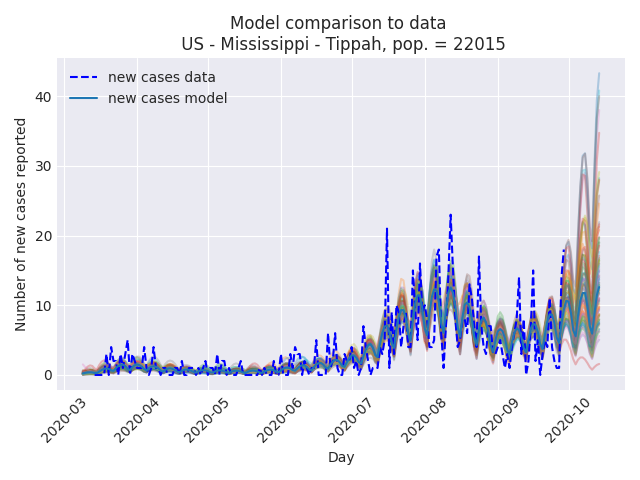 Model comparison to data
US - Mississippi - Tippah, pop. = 22015
new cases data
new cases model
Number of new cases reported
40
30
20
10
0
2020-03
2020-04
2020-05
2020-06
2020-07
2020-08
2020-09
2020-10
Day